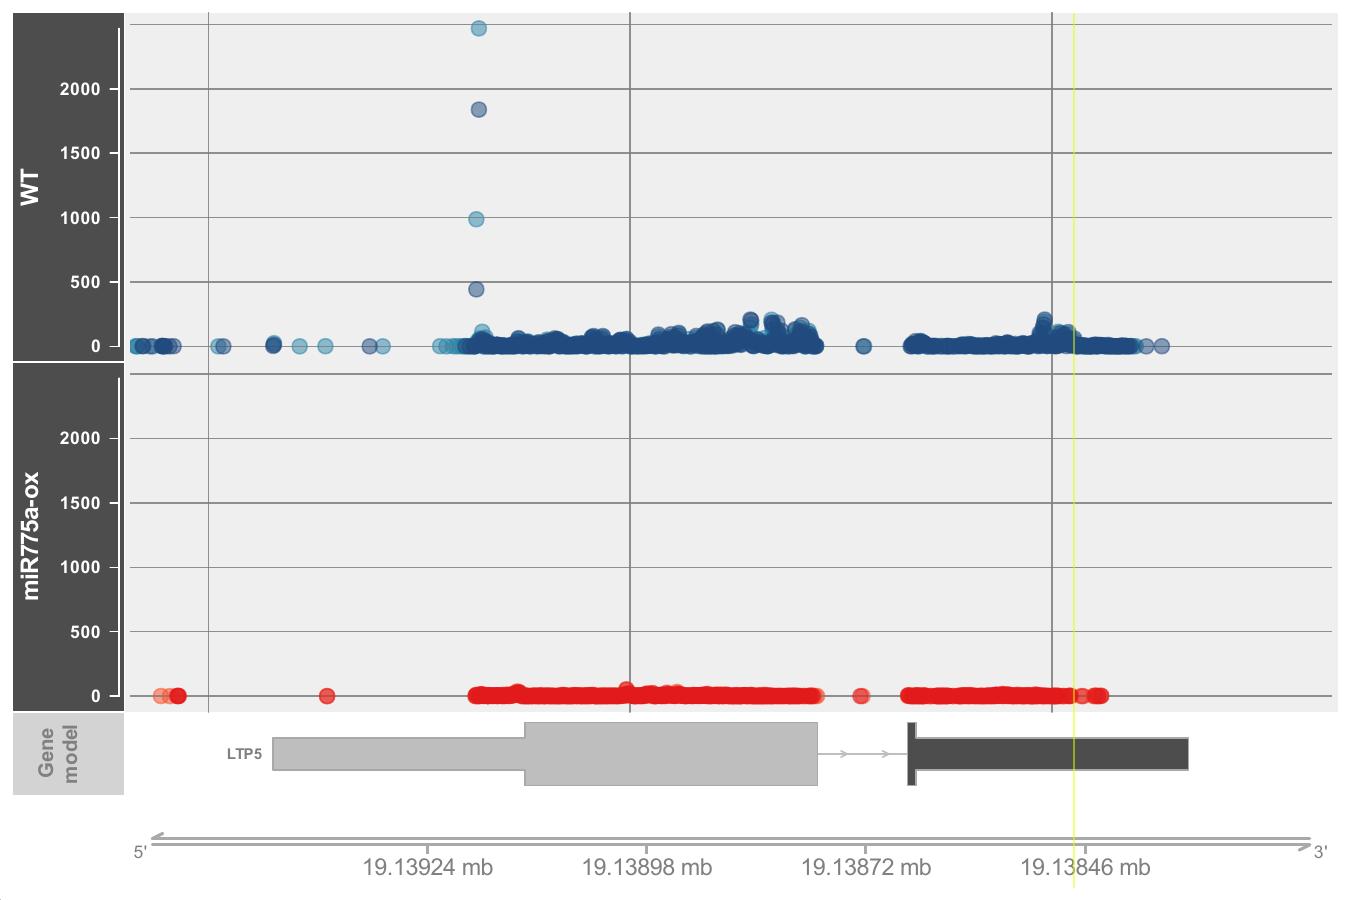 WT
2000
1500
1000
500
0
miR775a-ox
2000
1500
1000
500
0
Gene
model
LTP5
5'
3'
19.13924 mb
19.13898 mb
19.13872 mb
19.13846 mb